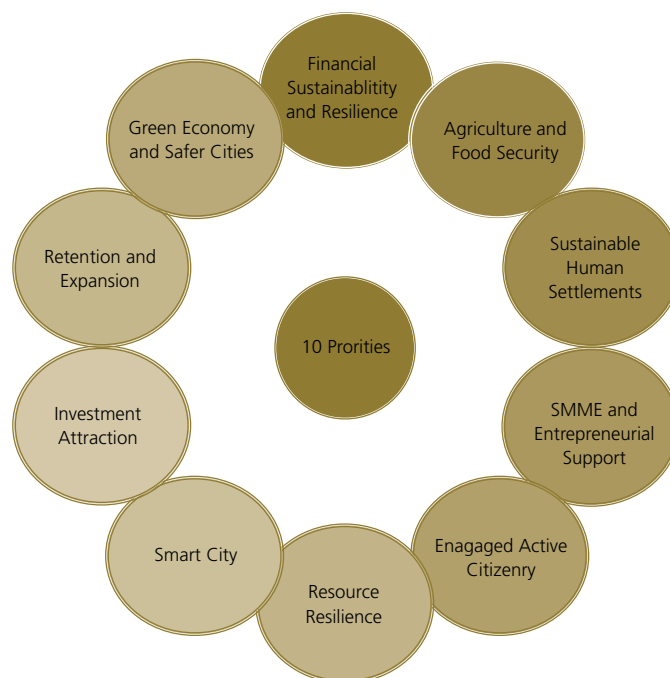 Financial
Sustainablitity
and Resilience
Agriculture and
Food Security
Sustainable
Human
Settlements
SMME and
Entrepreneurial
Support
Enagaged Active
Citizenry
Resource
Resilience
Smart City
Investment
Attraction
Retention and
Expansion
Green Economy
and Safer Cities
10 Prorities